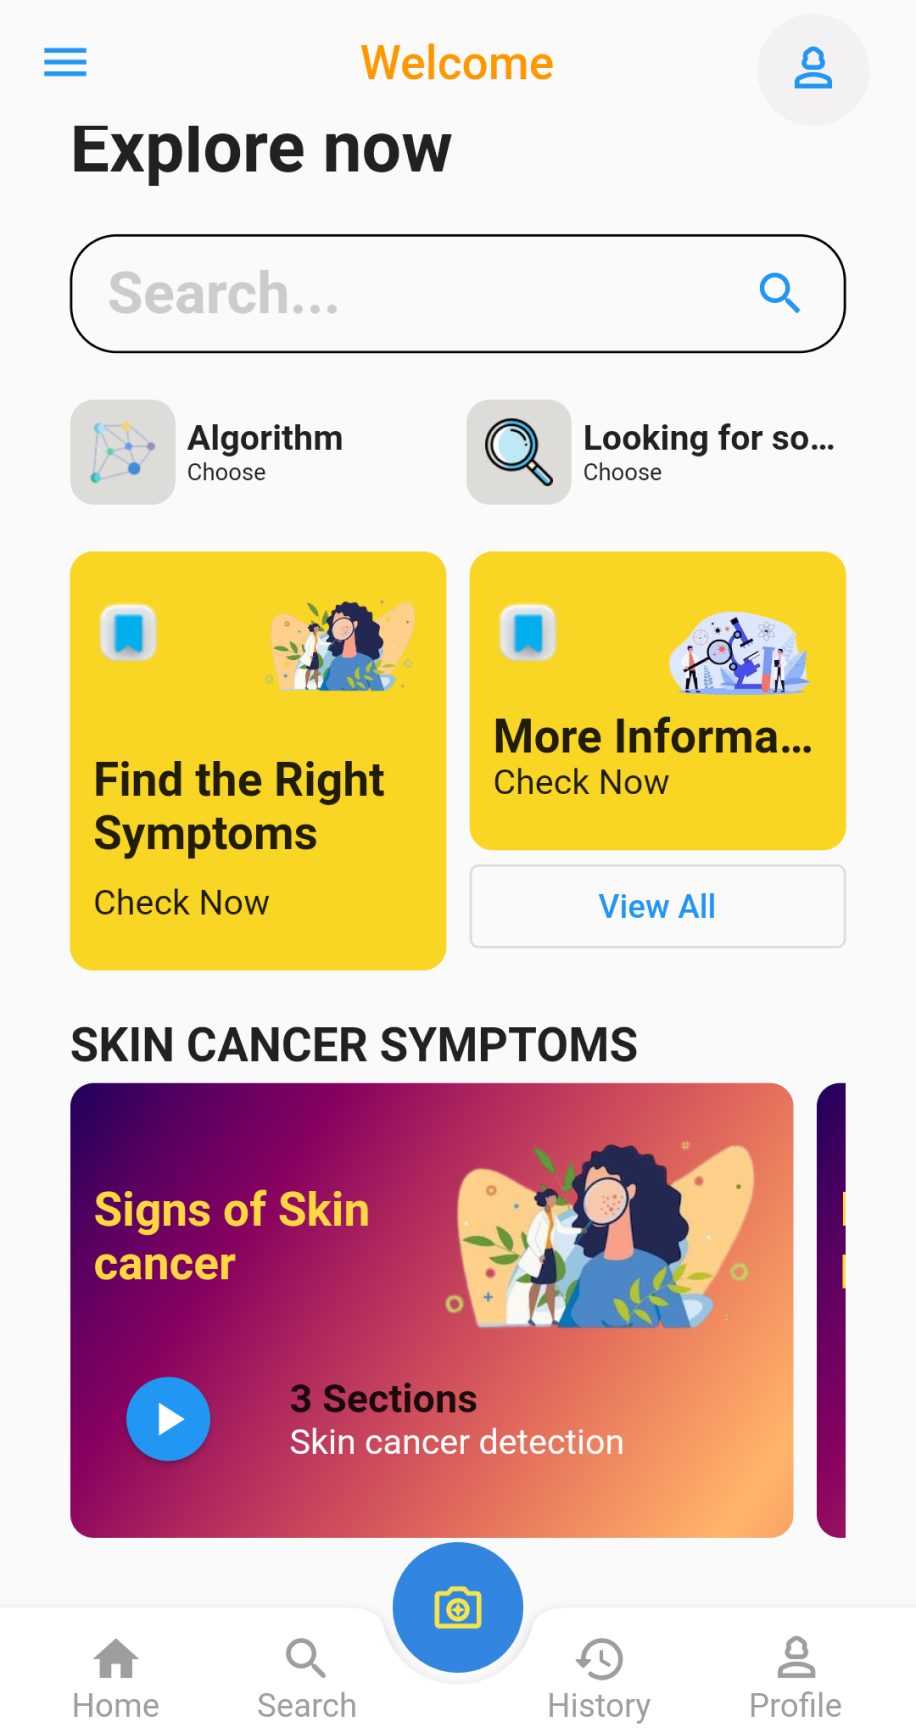 Welcome
Explore now
Search...
Algorithm
Choose
Looking for so...
Choose
Find the Right
Symptoms
Check Now
More Informa...
Check Now
View All
SKIN CANCER SYMPTOMS
Signs of Skin
cancer
3 Sections
Skin cancer detection
Home
Search
History
Profile